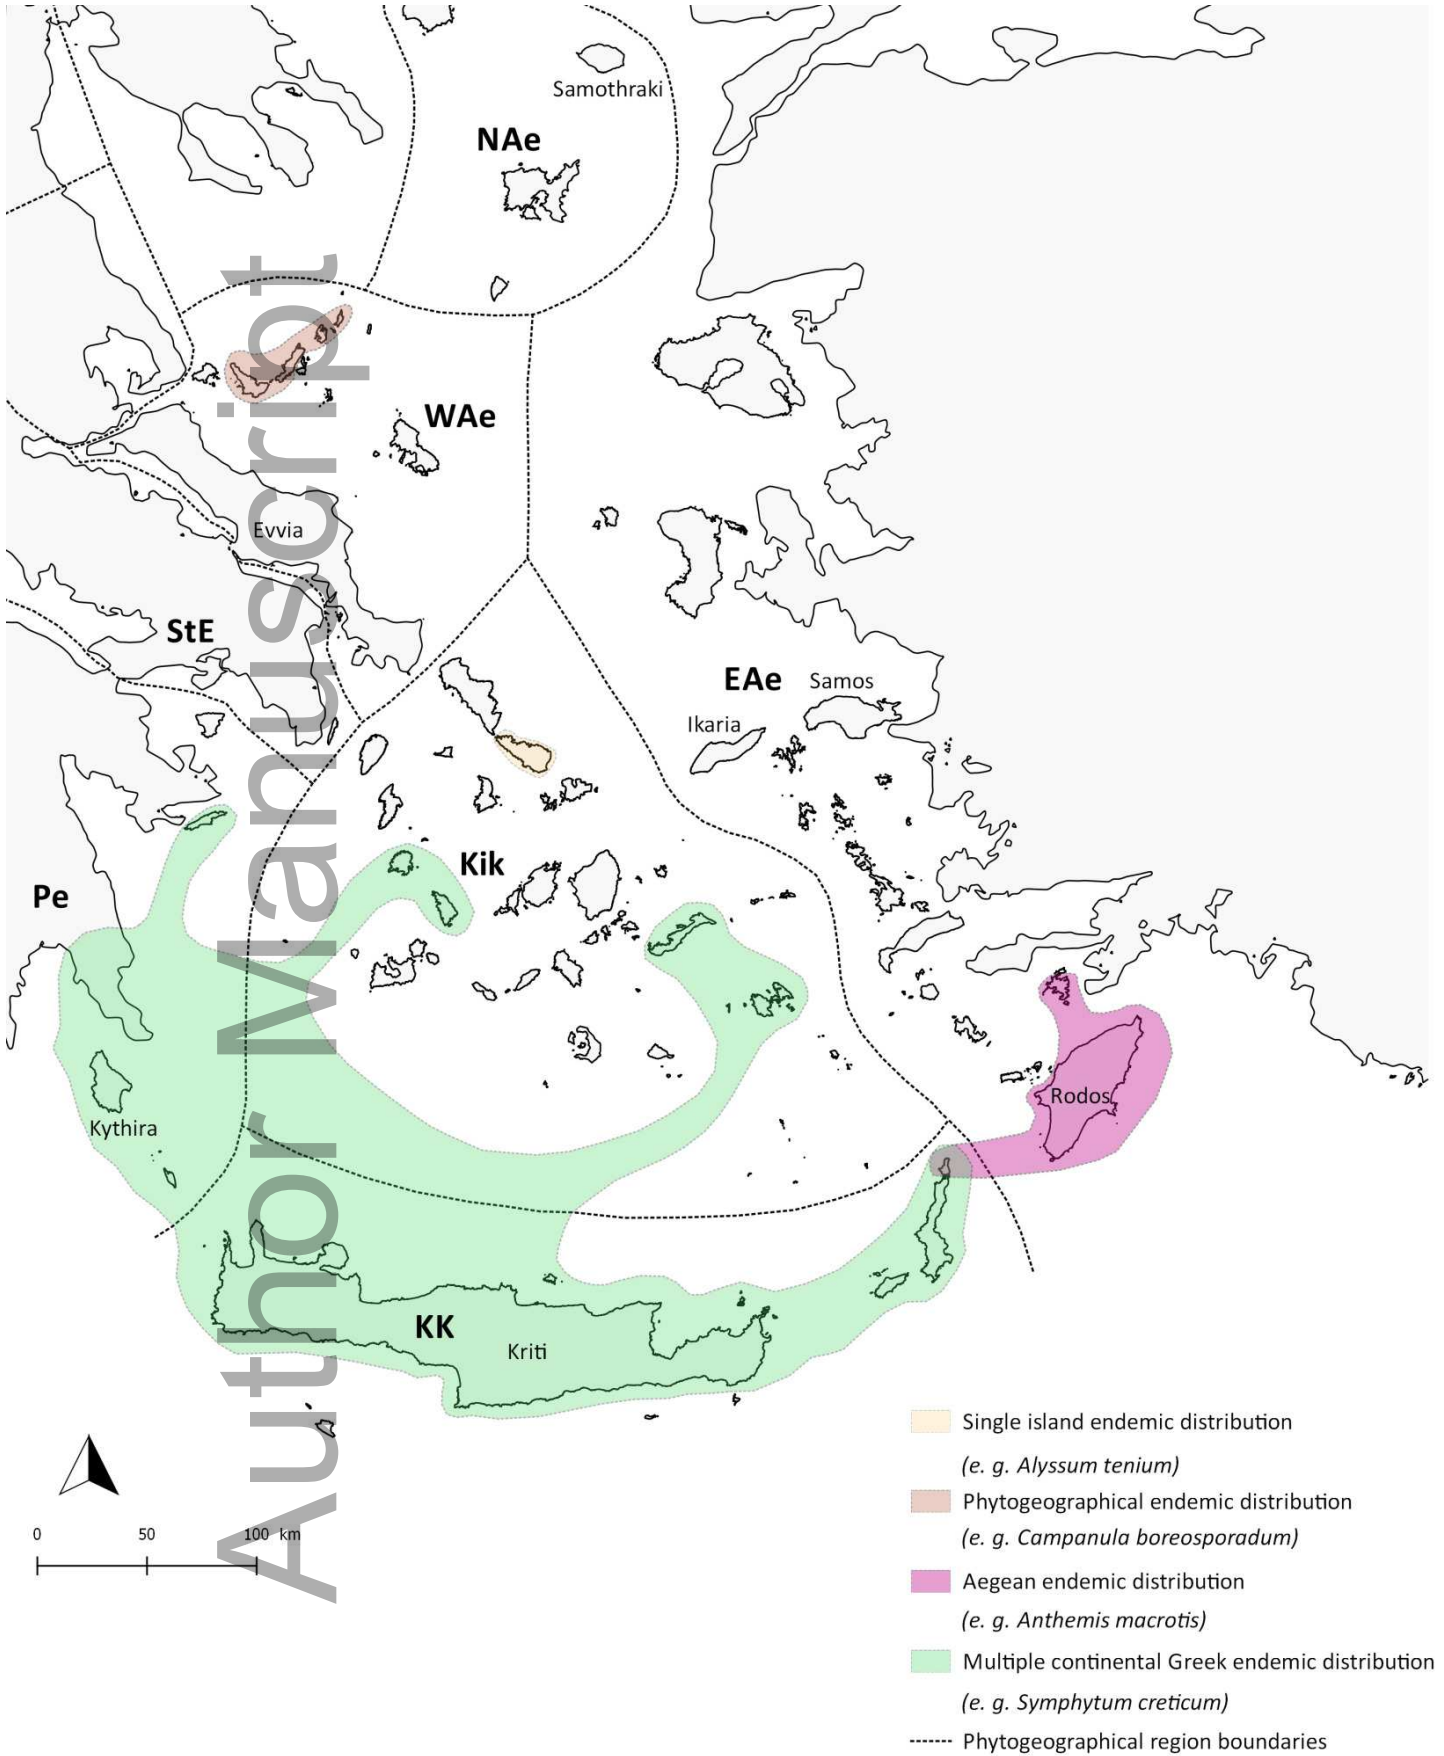 Samothraki
NAe
WAe
Evvia
StE
EAe
Samos
Ikaria
Kik
Pe
Rodos
Kythira
KK
Kriti
Author Manuscript
Single island endemic distribution
(e. g. Alyssum tenium)
Phytogeographical endemic distribution
(e. g. Campanula boreosporadum)
Aegean endemic distribution
(e. g. Anthemis macrotis)
Multiple continental Greek endemic distribution
(e. g. Symphytum creticum)
Phytogeographical region boundaries
0 50 100 km